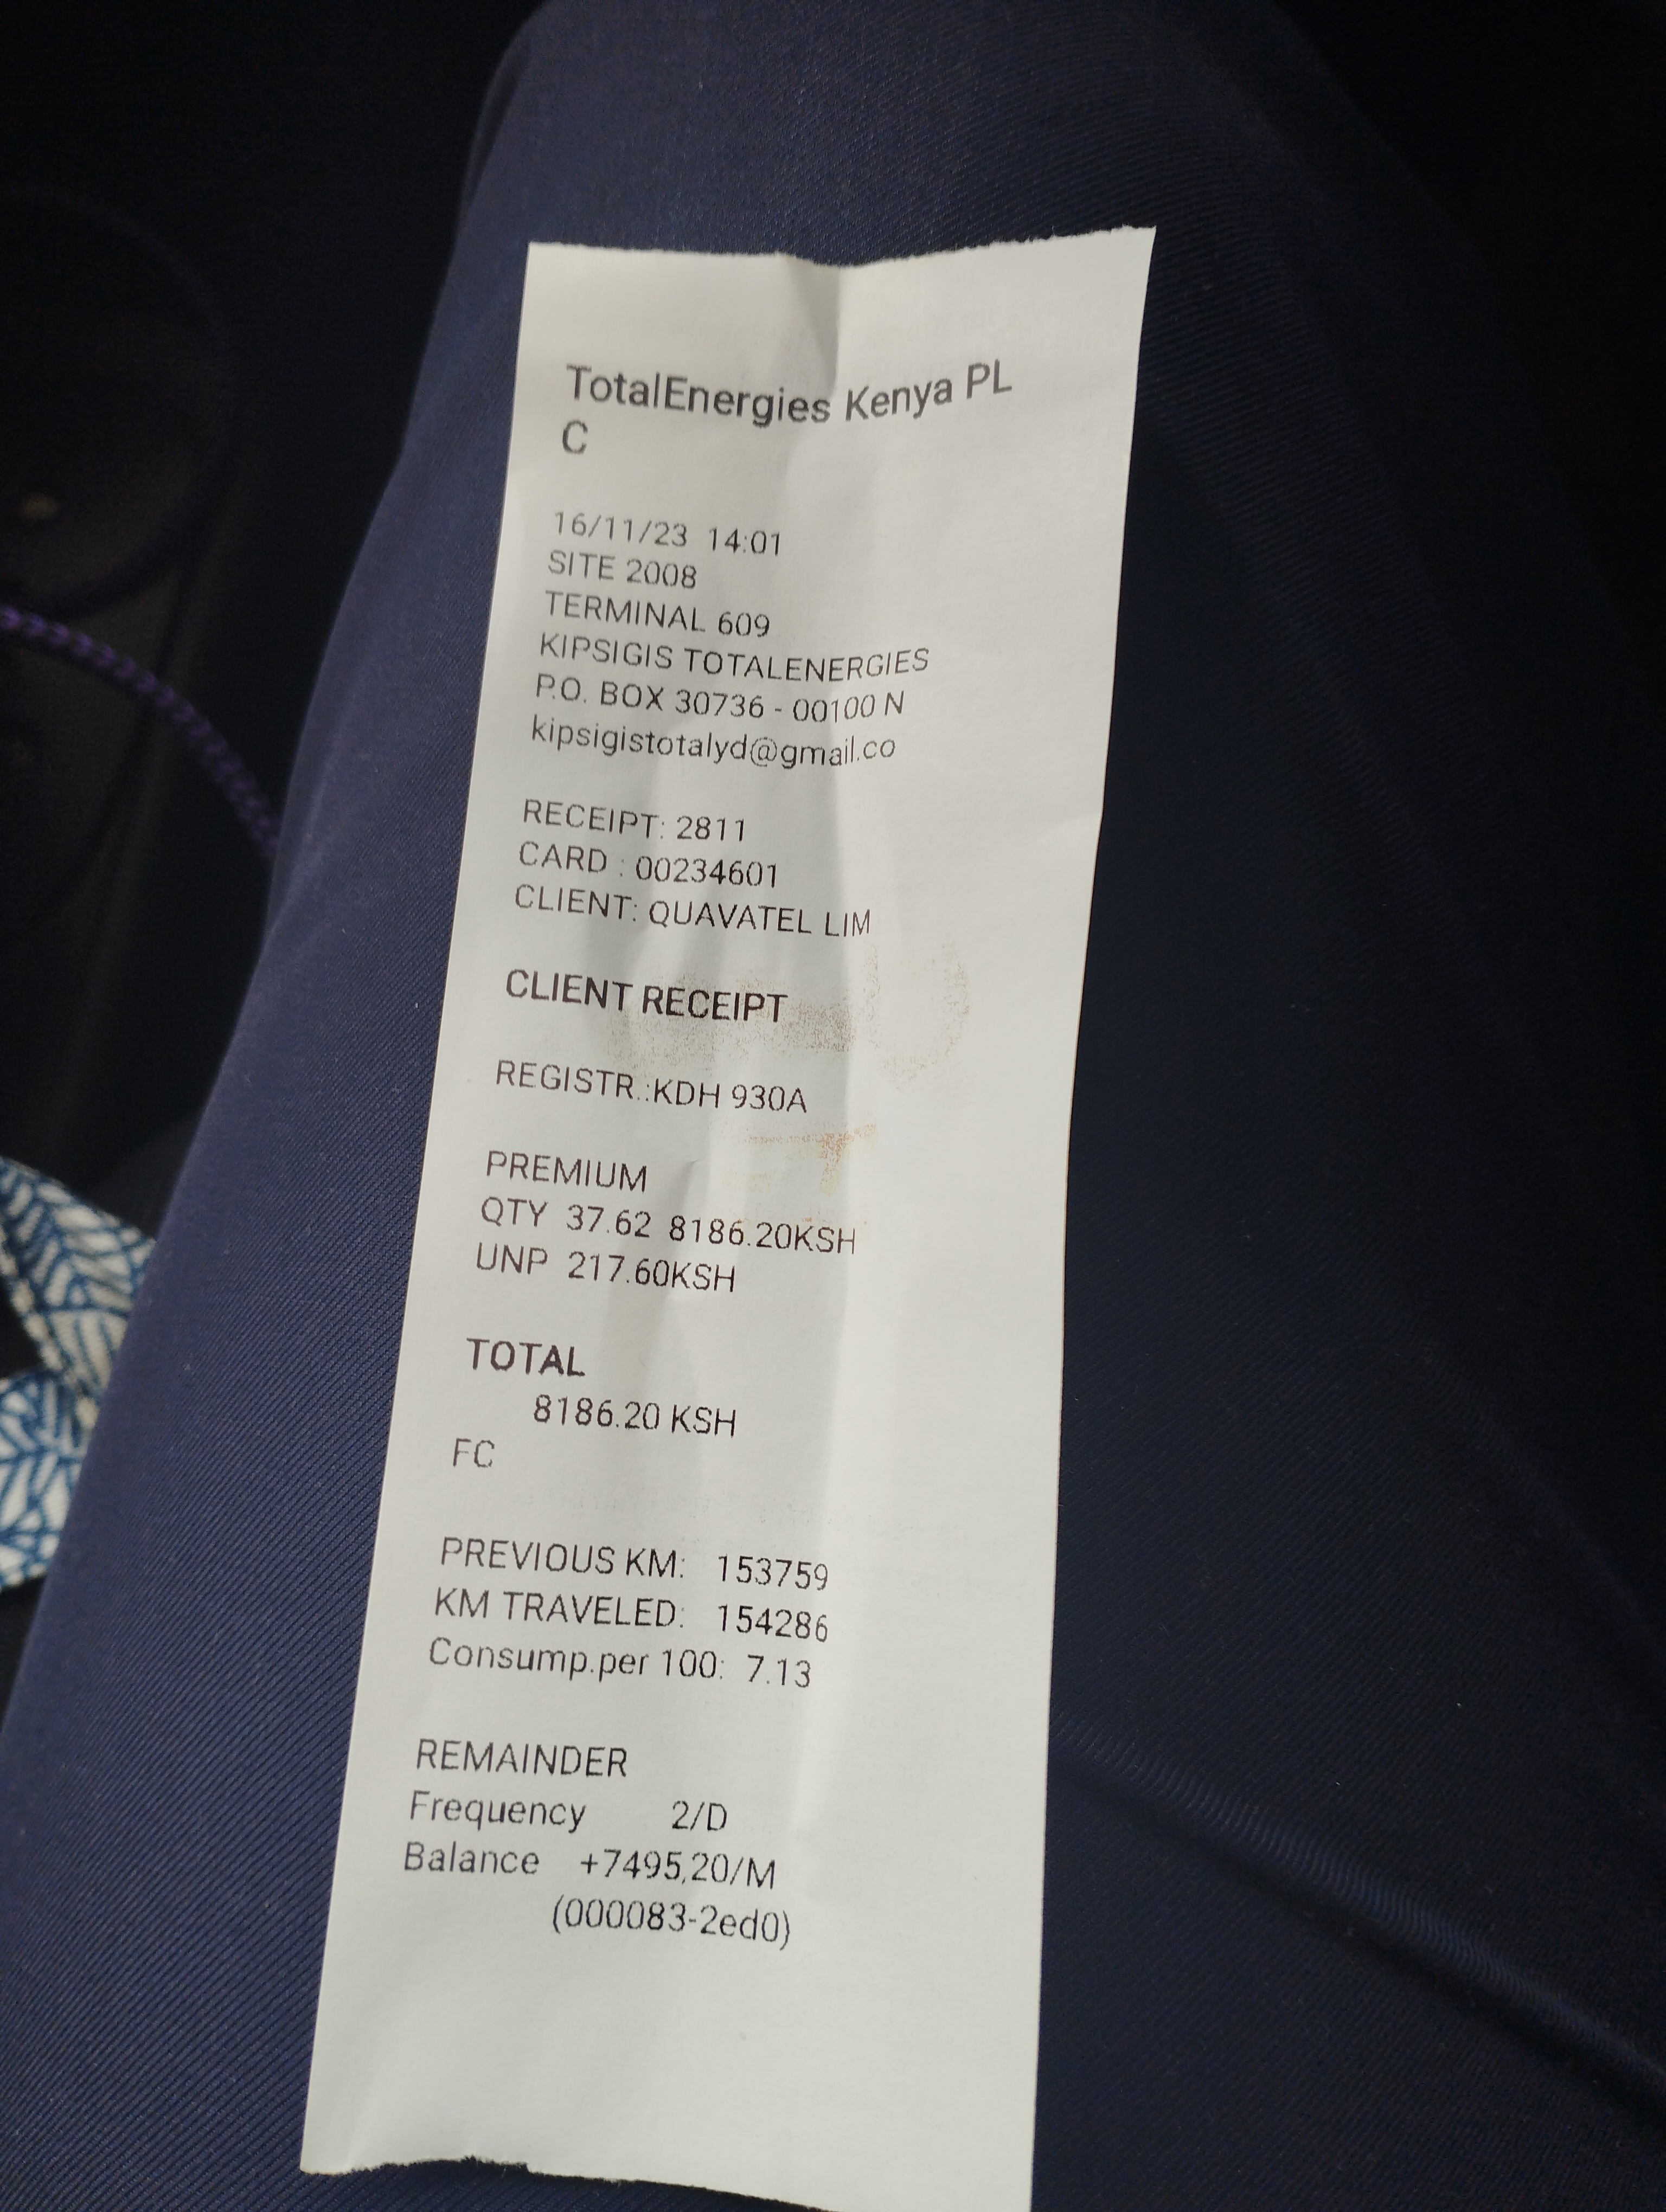 TotalEnergies Kenya PL
C
16/11/23 14:01
SITE 2008
TERMINAL 609
KIPSIGIS TOTALENERGIES
P.O. BOX 30736 - 00100 N
kipsigistotalyd@gmail.co
RECEIPT: 2811
CARD : 00234601
CLIENT: QUAVATEL LIM
CLIENT RECEIPT
REGISTR.:KDH 930A
PREMIUM
QTY 37.62 8186.20KSH
UNP 217.60KSH
TOTAL
8186.20 KSH
FC
PREVIOUS KM: 153759
KM TRAVELED: 154286
Consump.per 100: 7.13
REMAINDER
Frequency 2/D
Balance +7495,20/M
(000083-2ed0)